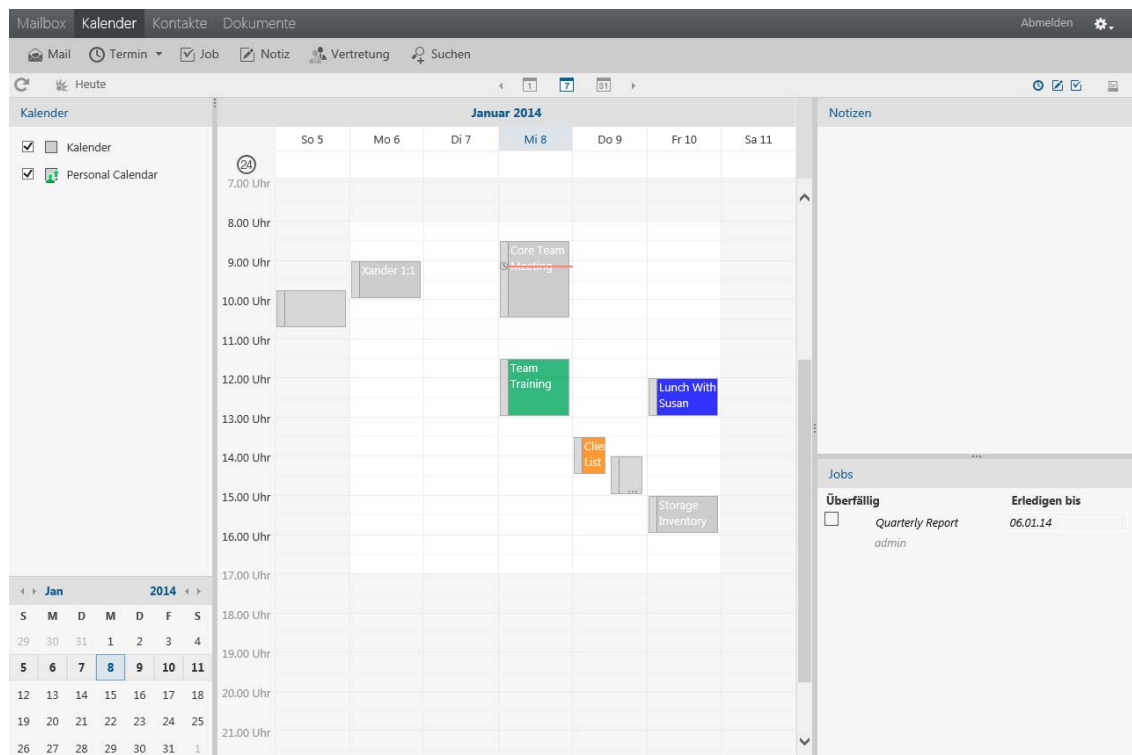 Mailbox Kalender Kontakte Dokumente Abmelden
Mail Termin Job Notiz Vertretung Suchen
Heute 1 7 31
Kalender
Kalender
Personal Calendar
Januar 2014
So 5 Mo 6 Di 7 Mi 8 Do 9 Fr 10 Sa 11
24
7.00 Uhr
8.00 Uhr
9.00 Uhr
10.00 Uhr
11.00 Uhr
12.00 Uhr
13.00 Uhr
14.00 Uhr
15.00 Uhr
16.00 Uhr
17.00 Uhr
18.00 Uhr
19.00 Uhr
20.00 Uhr
21.00 Uhr
Xander 1:1
Core Team
Meeting
Team
Training
Clie
List
...
Lunch With
Susan
Storage
Inventory
Notizen
Jobs
Überfällig Erledigen bis
Quarterly Report 06.01.14
admin
Jan 2014
S M D M D F S
29 30 31 1 2 3 4
5 6 7 8 9 10 11
12 13 14 15 16 17 18
19 20 21 22 23 24 25
26 27 28 29 30 31 1